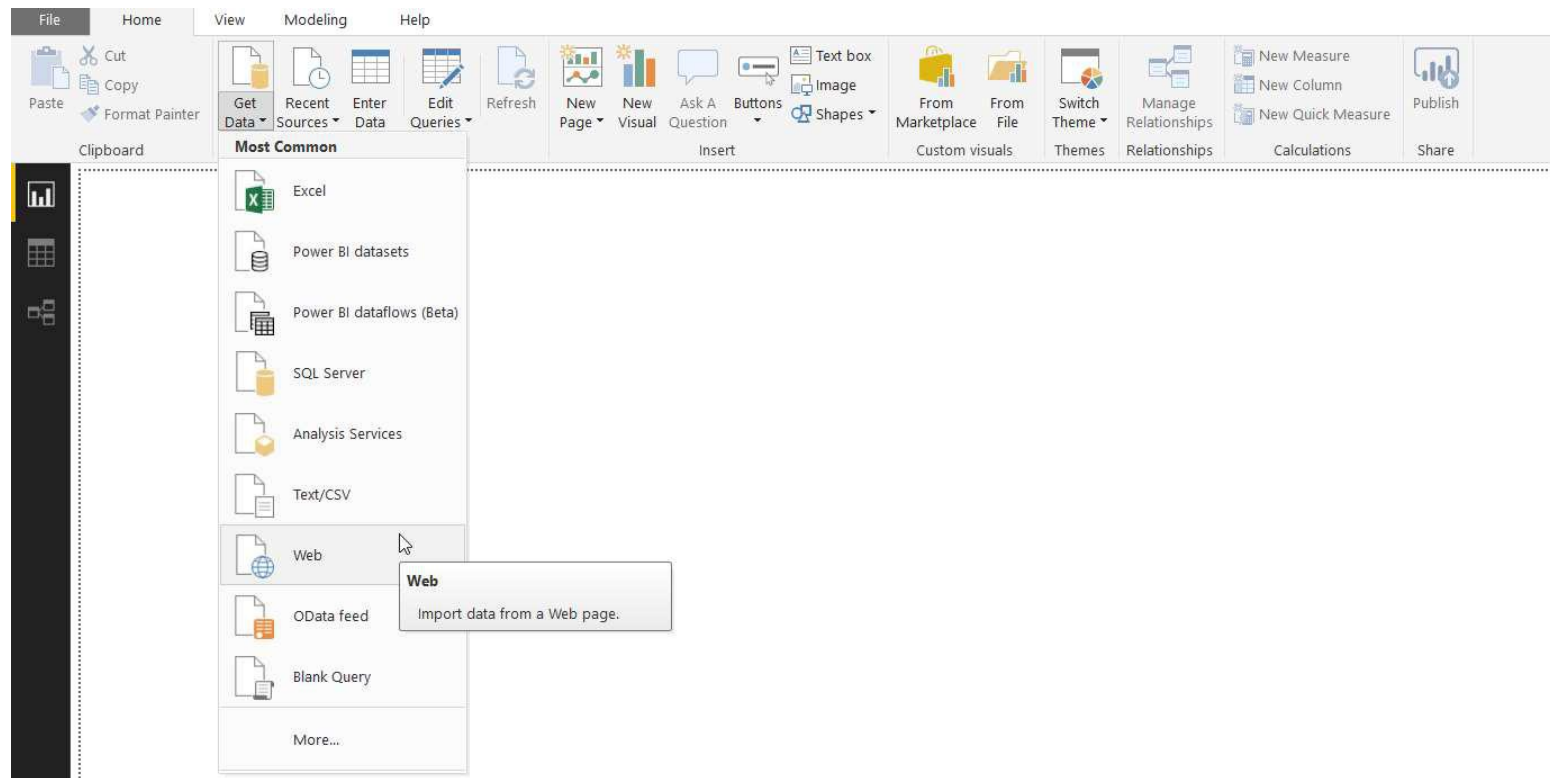 File Home View Modeling Help
Paste
Cut
Copy
Format Painter
Clipboard
Get Data
Recent Sources
Enter Data
Edit Queries
Refresh
New Page
New Visual
Ask A Question
Buttons
Text box
Image
Shapes
Insert
From Marketplace
From File
Custom visuals
Switch Theme
Themes
Manage Relationships
Relationships
New Measure
New Column
New Quick Measure
Calculations
Publish
Share
Most Common
Excel
Power BI datasets
Power BI dataflows (Beta)
SQL Server
Analysis Services
Text/CSV
Web
Web
Import data from a Web page.
OData feed
Blank Query
More...